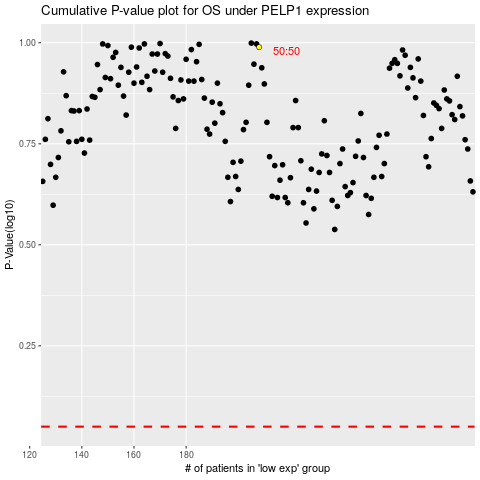 Cumulative P-value plot for OS under PELP1 expression
1.00
50:50
0.75
P-Value(log10)
0.50
0.25
120 140 160 180
# of patients in 'low exp' group